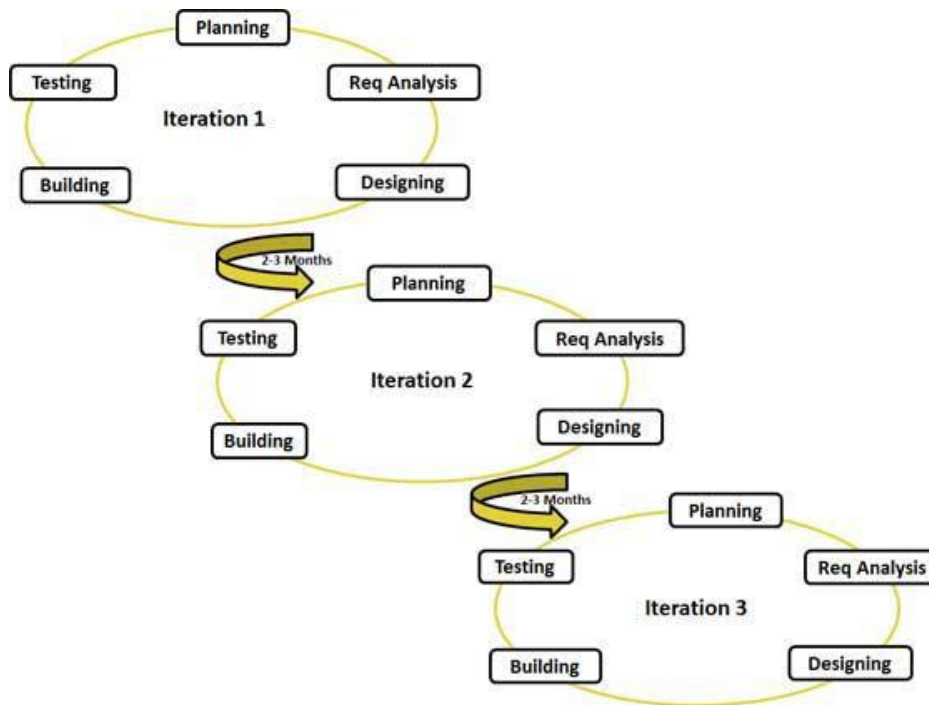 Planning
Testing
Req Analysis
Iteration 1
Building
Designing
2-3 Months
Planning
Testing
Req Analysis
Iteration 2
Building
Designing
2-3 Months
Planning
Testing
Req Analysis
Iteration 3
Building
Designing